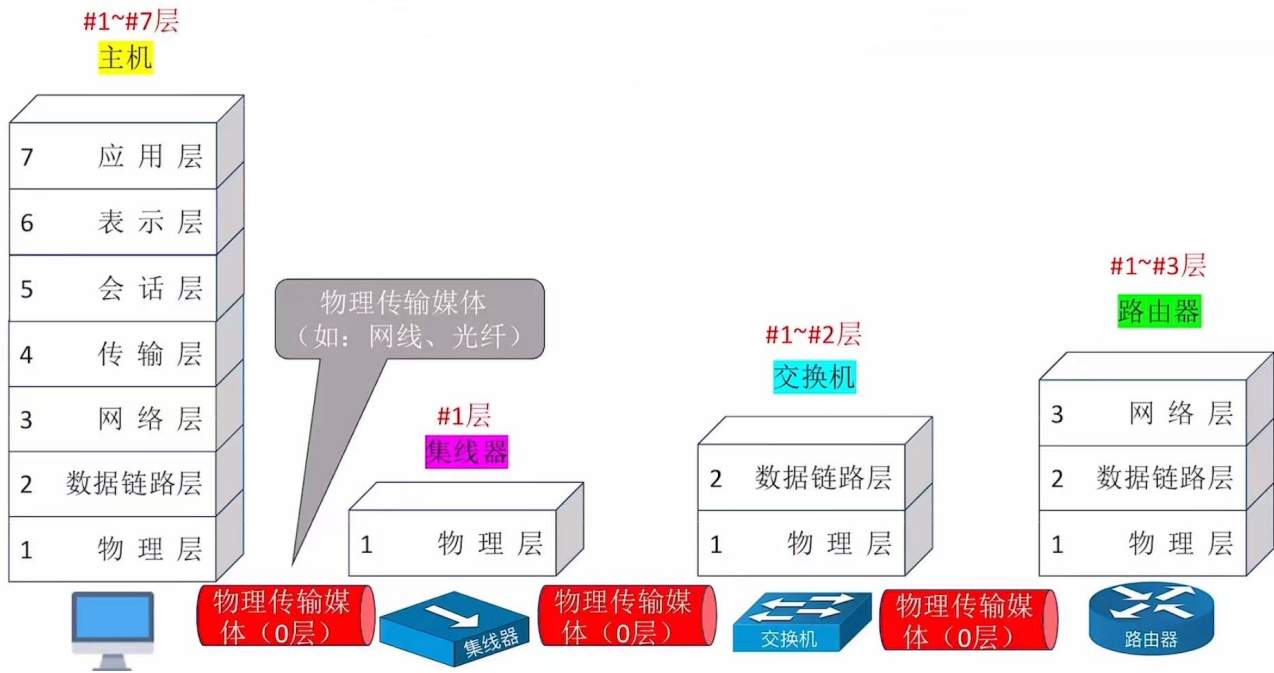 #1~#7层
主机
7 应用层
6 表示层
5 会话层
4 传输层
3 网络层
2 数据链路层
1 物理层
物理传输媒体
（如：网线、光纤）
#1层
集线器
1 物理层
#1~#2层
交换机
2 数据链路层
1 物理层
#1~#3层
路由器
3 网络层
2 数据链路层
1 物理层
物理传输媒
体（0层）
集线器
物理传输媒
体（0层）
交换机
物理传输媒
体（0层）
路由器